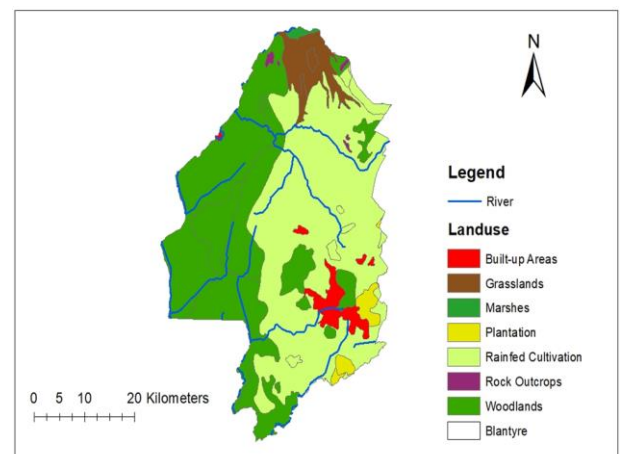 N
Legend
River
Landuse
Built-up Areas
Grasslands
Marshes
Plantation
Rainfed Cultivation
Rock Outcrops
Woodlands
Blantyre
0 5 10 20 Kilometers